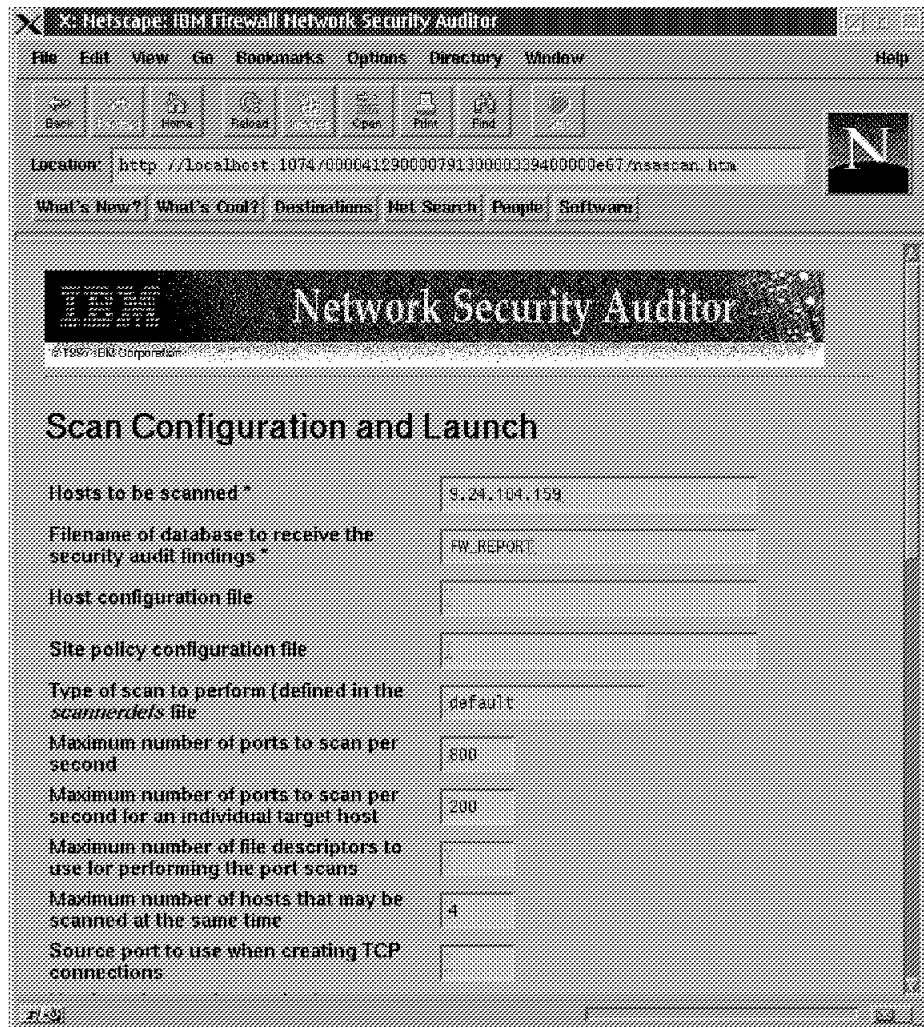 X: Netscape: IBM Firewall Network Security Auditor
File Edit View Go Bookmarks Options Directory Window Help
Back Home Reload Open Print Find
Location: http://localhost:1074/0000412900007913000033940000e67/nsascan.htm
What's New? What's Cool? Destinations Net Search People Software
N
IBM Network Security Auditor
IBM Corporation
Scan Configuration and Launch
Hosts to be scanned * 9.24.104.159
Filename of database to receive the
security audit findings * FW_REPORT
Host configuration file
Site policy configuration file
Type of scan to perform (defined in the
scannerdefs file default
Maximum number of ports to scan per
second 800
Maximum number of ports to scan per
second for an individual target host 200
Maximum number of file descriptors to
use for performing the port scans
Maximum number of hosts that may be
scanned at the same time 4
Source port to use when creating TCP
connections